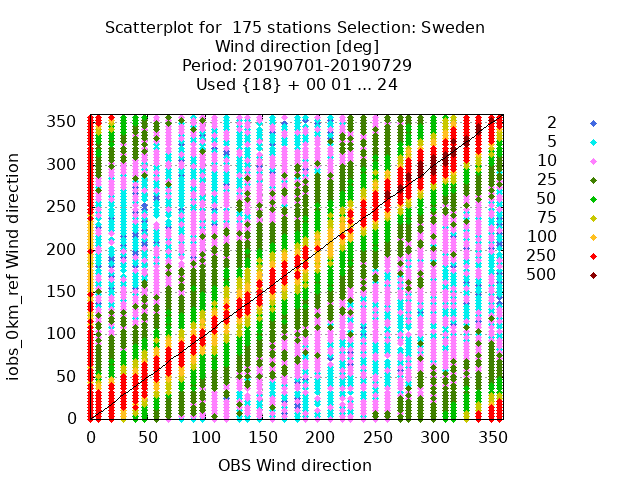 Scatterplot for  175 stations Selection: Sweden
Wind direction [deg]
Period: 20190701-20190729
Used {18} + 00 01 ... 24
350
300
250
200
150
100
50
0
iobs_0km_ref Wind direction
0 50 100 150 200 250 300 350
OBS Wind direction
2
5
10
25
50
75
100
250
500